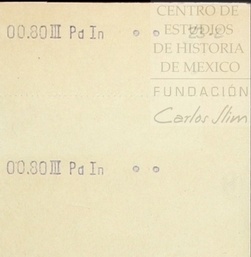 CENTRO DE
ESTUDIOS
DE HISTORIA
DE MEXICO
FUNDACIÓN
Carlos Slim
00.80 III Pd In
00.80 III Pd In